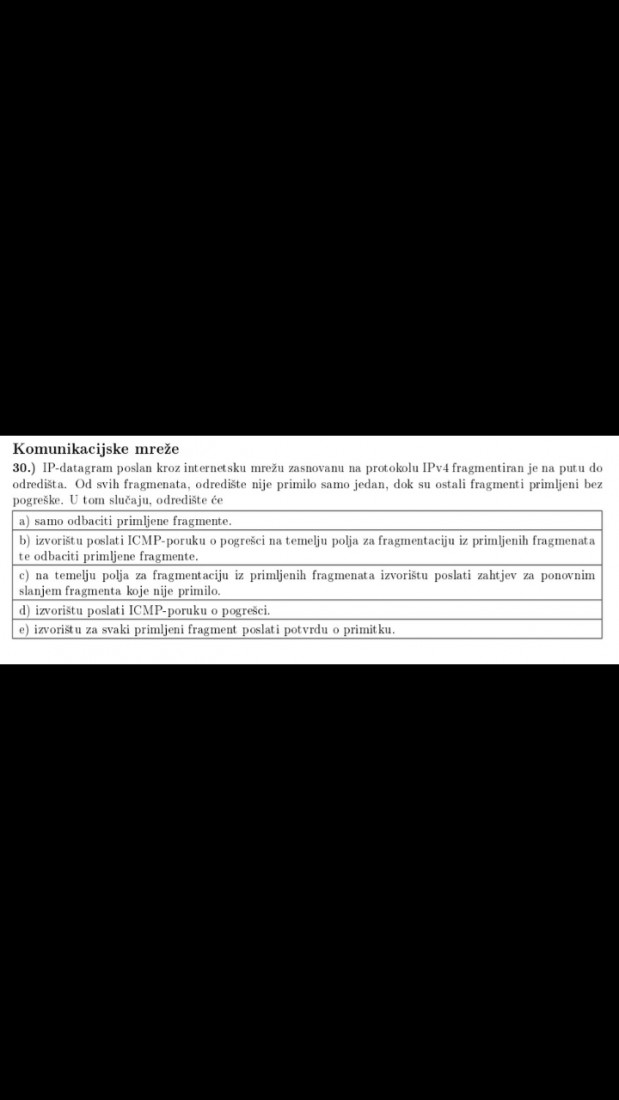 Komunikacijske mreže
30.) IP-datagram poslan kroz internetsku mrežu zasnovanu na protokolu IPv4 fragmentiran je na putu do
odredišta. Od svih fragmenata, odredište nije primilo samo jedan, dok su ostali fragmenti primljeni bez
pogreške. U tom slučaju, odredište će
a) samo odbaciti primljene fragmente.
b) izvorištu poslati ICMP-poruku o pogrešci na temelju polja za fragmentaciju iz primljenih fragmenata
te odbaciti primljene fragmente.
c) na temelju polja za fragmentaciju iz primljenih fragmenata izvorištu poslati zahtjev za ponovnim
slanjem fragmenta koje nije primilo.
d) izvorištu poslati ICMP-poruku o pogrešci.
e) izvorištu za svaki primljeni fragment poslati potvrdu o primitku.